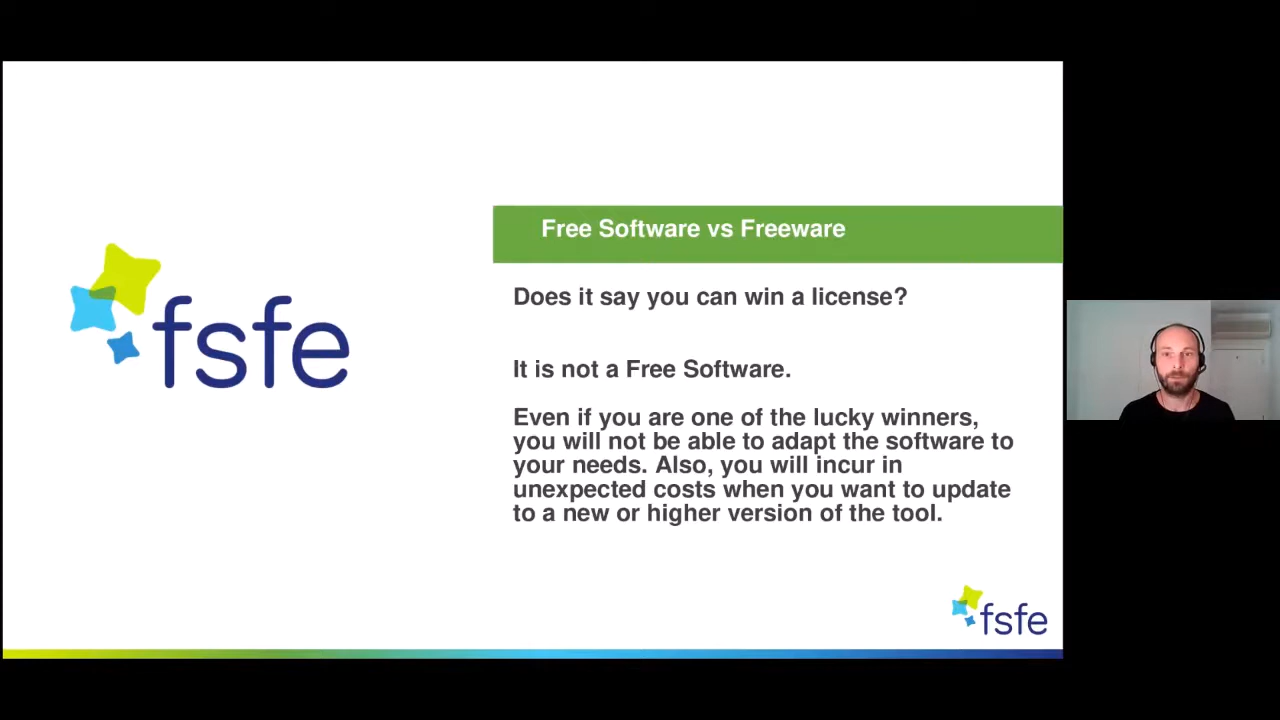 fsfe
Free Software vs Freeware
Does it say you can win a license?
It is not a Free Software.
Even if you are one of the lucky winners,
you will not be able to adapt the software to
your needs. Also, you will incur in
unexpected costs when you want to update
to a new or higher version of the tool.
fsfe